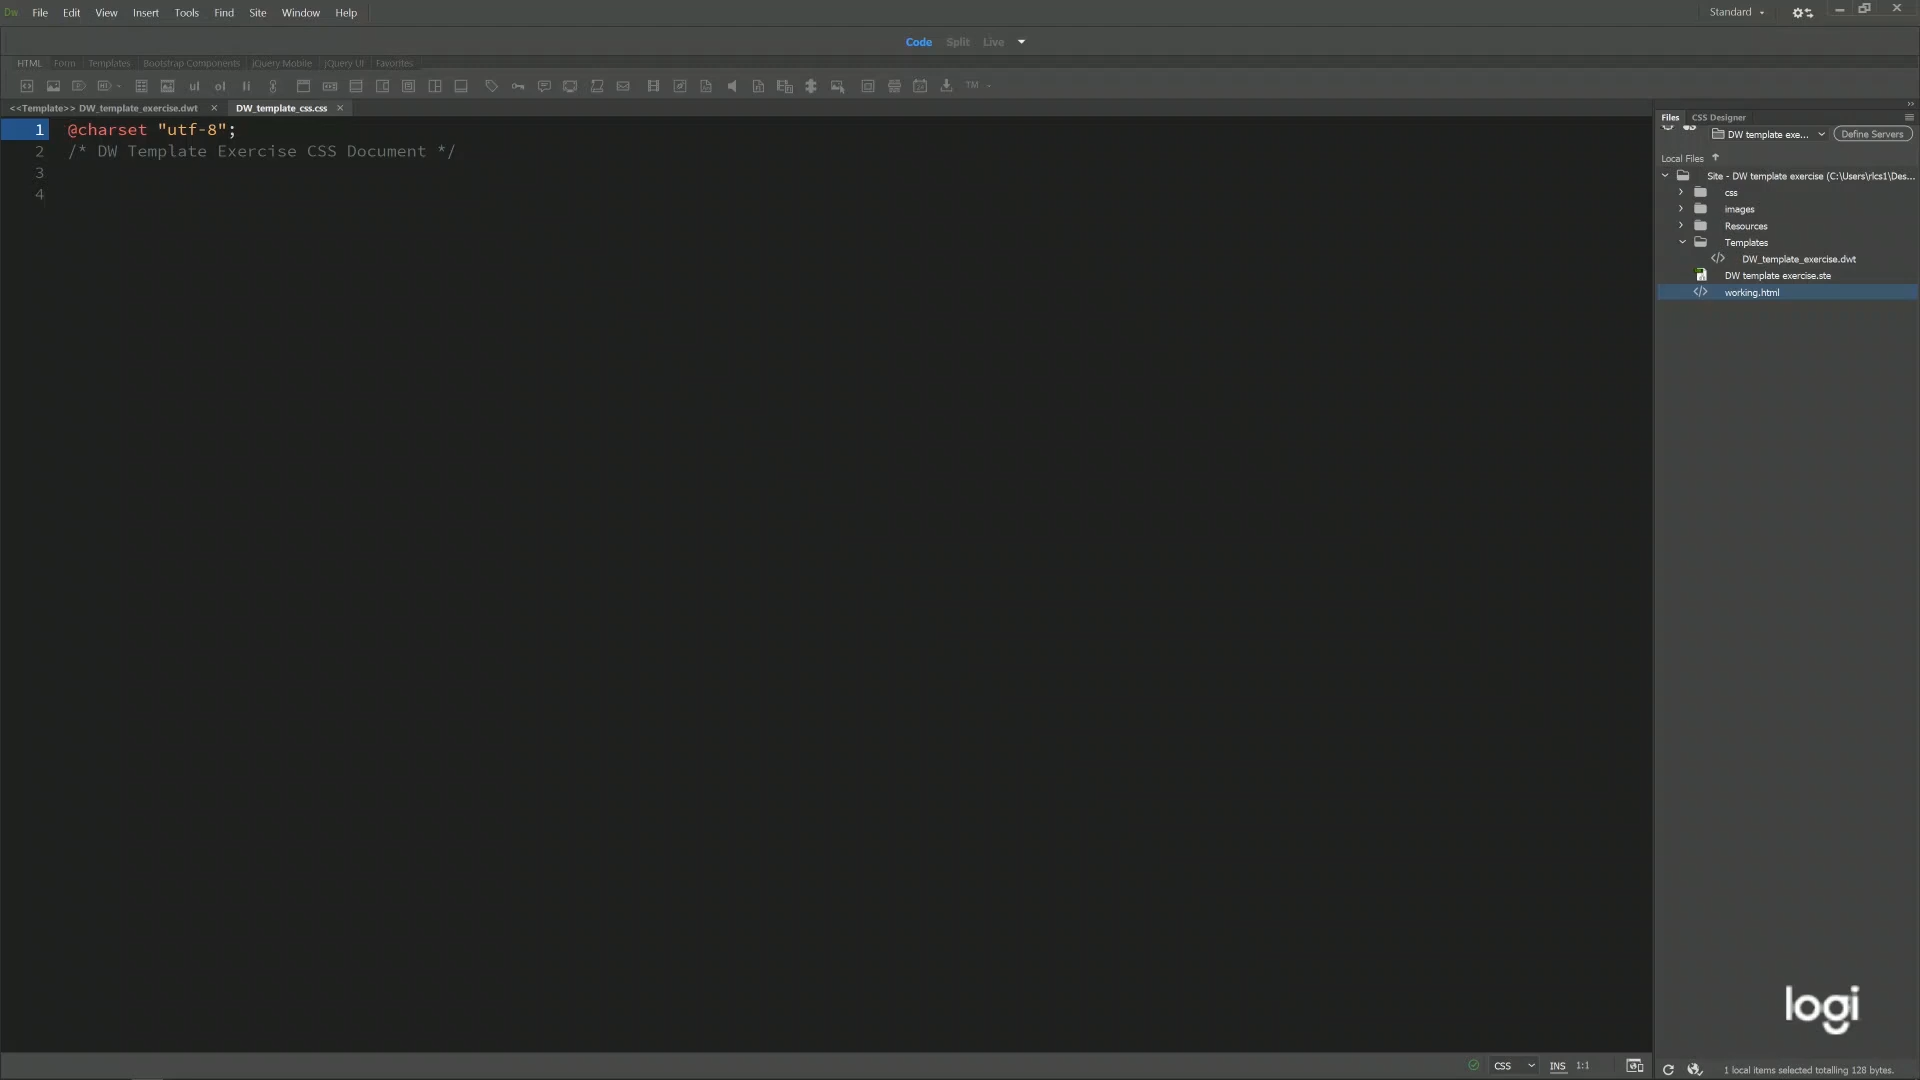 Dw File Edit View Insert Tools Find Site Window Help Standard
Code Split Live
HTML Form Templates Bootstrap Components jQuery Mobile jQuery UI Favorites
ul ol li TM
<<Template>> DW_template_exercise.dwt DW_template_css.css
1 @charset "utf-8";
2 /* DW Template Exercise CSS Document */
3
4
Files CSS Designer
DW template exe... Define Servers
Local Files
Site - DW template exercise (C:\Users\rlcs1\Des...
css
images
Resources
Templates
DW_template_exercise.dwt
DW template exercise.ste
working.html
logi
CSS INS 1:1
1 local items selected totalling 128 bytes.